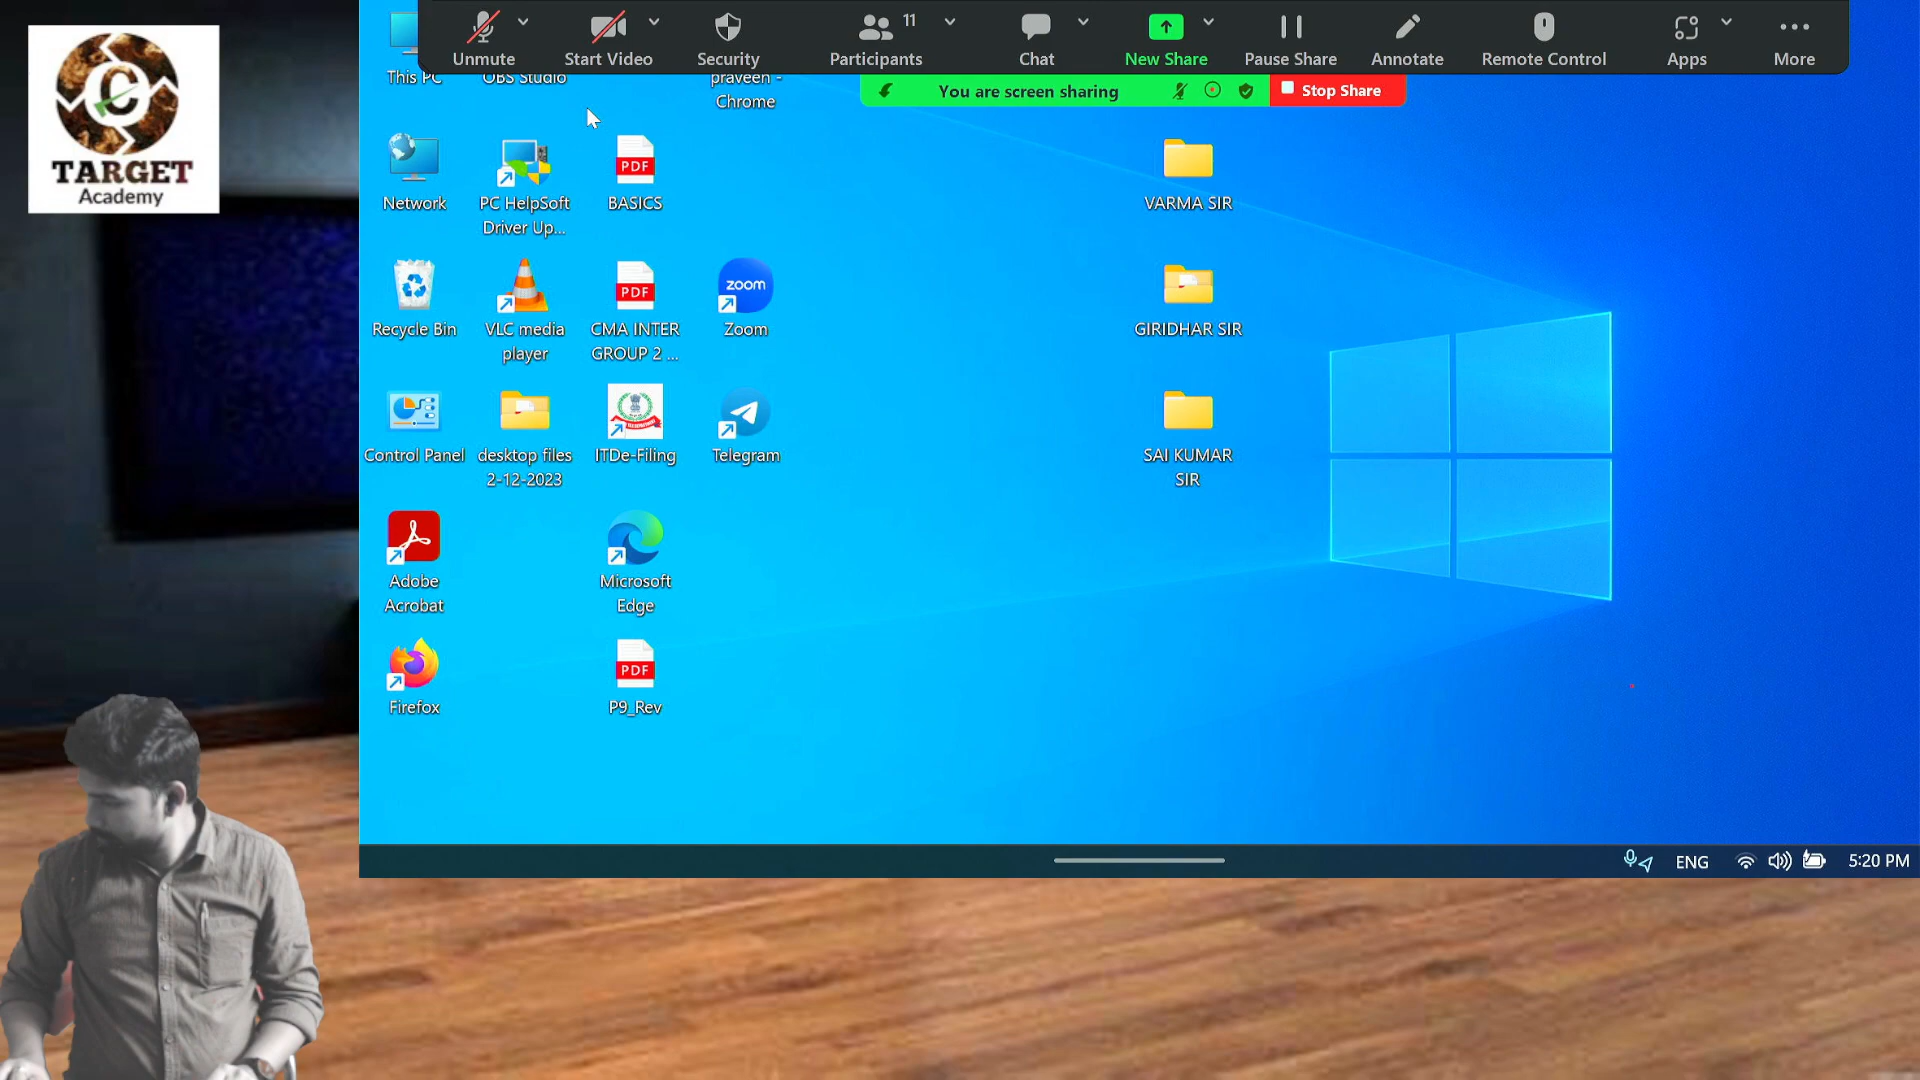 Unmute
Start Video
Security
Participants
11
Chat
New Share
Pause Share
Annotate
Remote Control
Apps
More
You are screen sharing
Stop Share
C
TARGET
Academy
This PC
OBS Studio
praveen -
Chrome
Network
PC HelpSoft
Driver Up...
PDF
BASICS
VARMA SIR
Recycle Bin
VLC media
player
PDF
CMA INTER
GROUP 2 ...
zoom
Zoom
GIRIDHAR SIR
Control Panel
desktop files
2-12-2023
ITDe-Filing
Telegram
SAI KUMAR
SIR
Adobe
Acrobat
Microsoft
Edge
Firefox
PDF
P9_Rev
ENG
5:20 PM